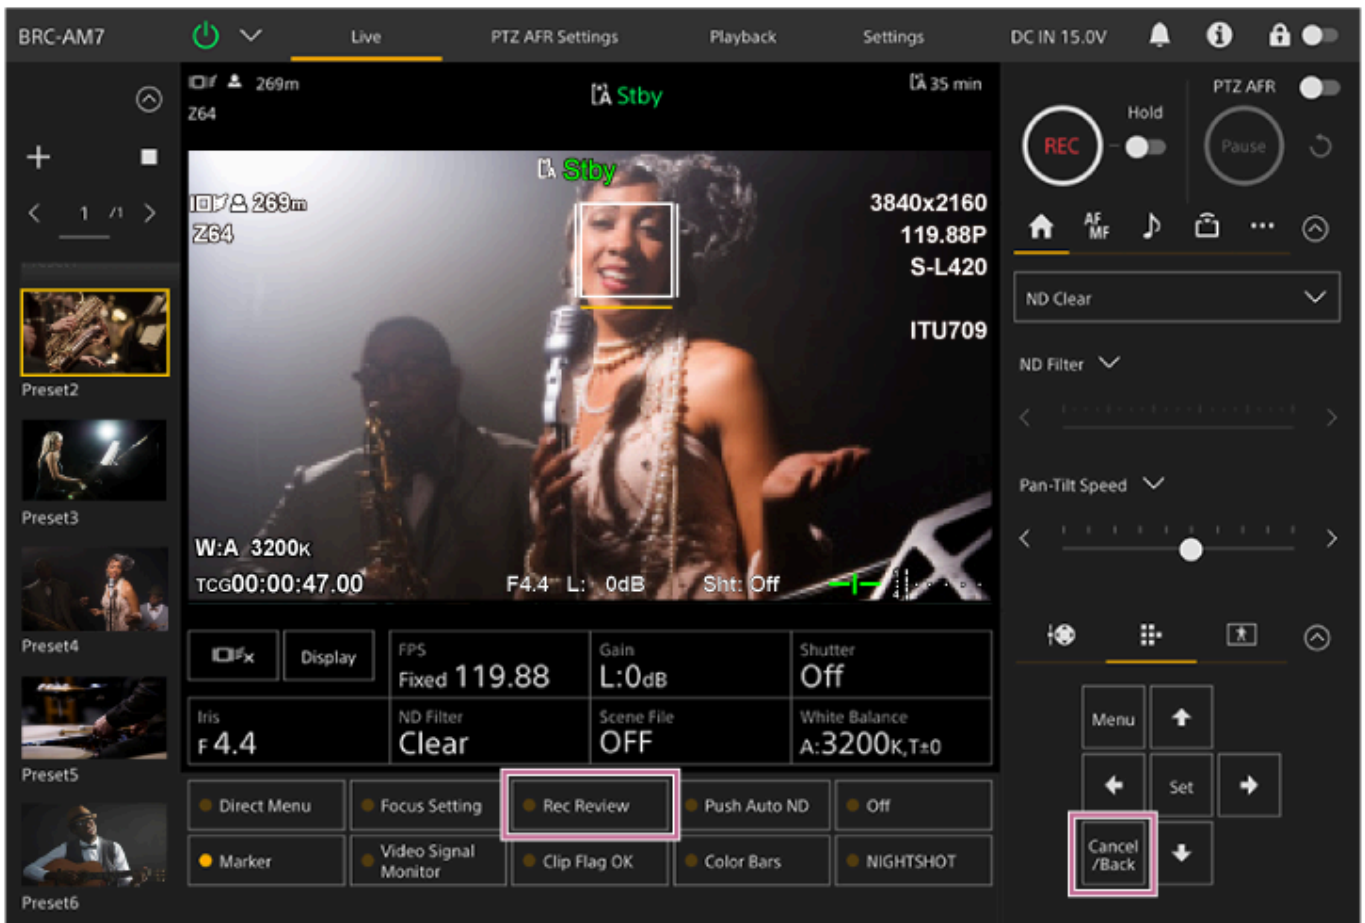 BRC-AM7
Live
PTZ AFR Settings
Playback
Settings
DC IN 15.0V
269m
Z64
A Stby
A 35 min
1 /1
Preset2
Preset3
Preset4
Preset5
Preset6
A Stby
269m
Z64
3840x2160
119.88P
S-L420
ITU709
W:A 3200K
TCG00:00:47.00
F4.4 L: 0dB Sht: Off
Display
FPS
Fixed 119.88
Gain
L:0dB
Shutter
Off
Iris
F 4.4
ND Filter
Clear
Scene File
OFF
White Balance
A:3200K,T±0
Direct Menu
Focus Setting
Rec Review
Push Auto ND
Off
Marker
Video Signal
Monitor
Clip Flag OK
Color Bars
NIGHTSHOT
PTZ AFR
REC
Hold
Pause
AF
MF
ND Clear
ND Filter
Pan-Tilt Speed
Menu
Set
Cancel
/Back